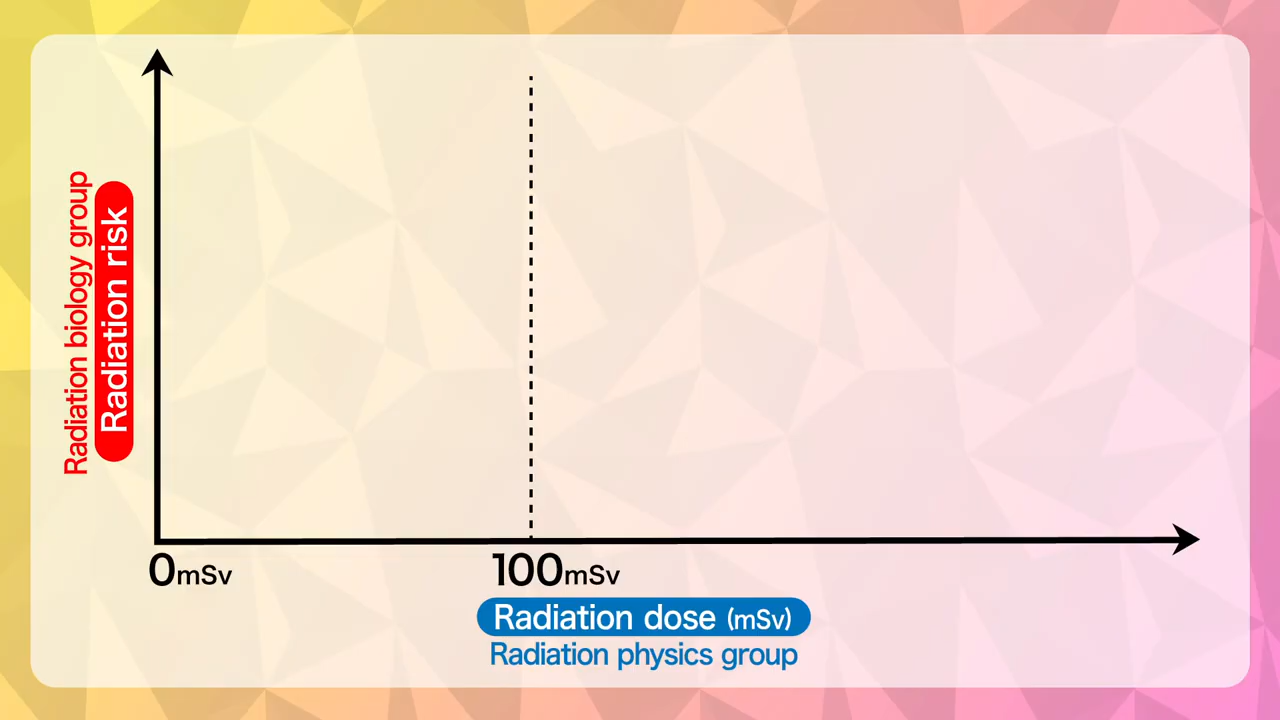 Radiation biology group
Radiation risk
0mSv
100mSv
Radiation dose (mSv)
Radiation physics group